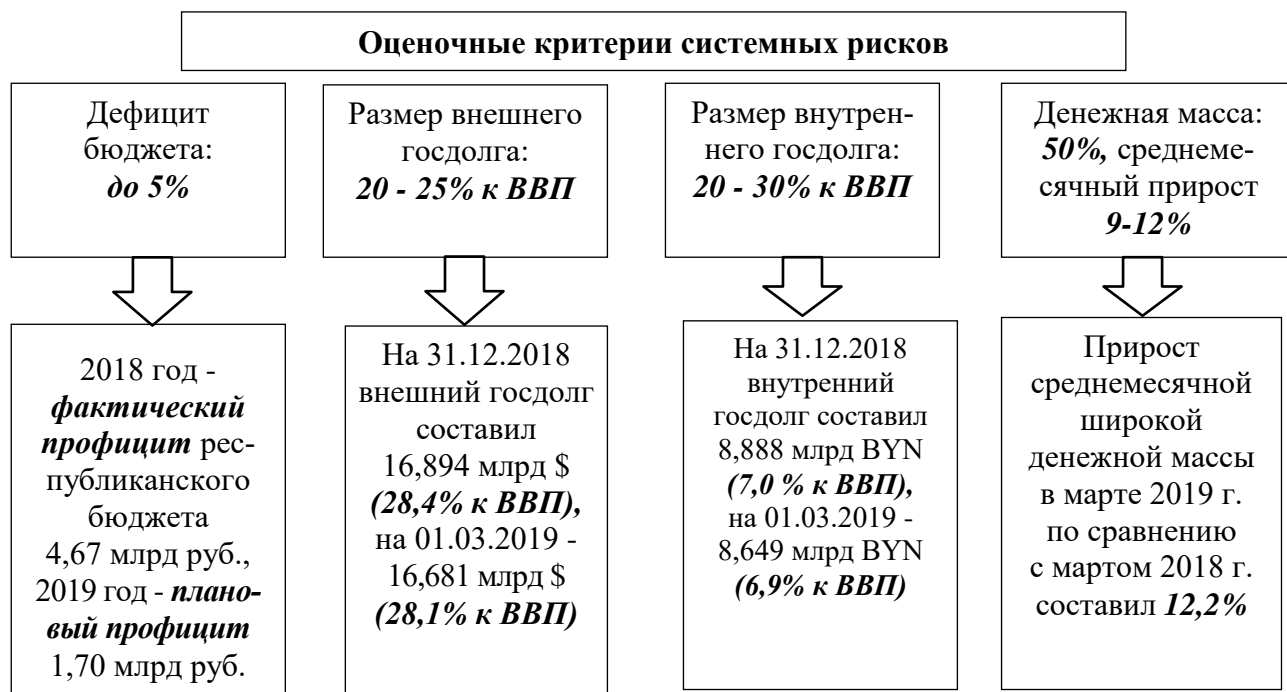 Оценочные критерии системных рисков
Дефицит
бюджета:
до 5%
Размер внешнего
госдолга:
20 - 25% к ВВП
Размер внутрен-
него госдолга:
20 - 30% к ВВП
Денежная масса:
50%, среднеме-
сячный прирост
9-12%
2018 год -
фактический
профицит рес-
публиканского
бюджета
4,67 млрд руб.,
2019 год - плано-
вый профицит
1,70 млрд руб.
На 31.12.2018
внешний госдолг
составил
16,894 млрд $
(28,4% к ВВП),
на 01.03.2019 -
16,681 млрд $
(28,1% к ВВП)
На 31.12.2018
внутренний
госдолг составил
8,888 млрд BYN
(7,0 % к ВВП),
на 01.03.2019 -
8,649 млрд BYN
(6,9% к ВВП)
Прирост
среднемесячной
широкой
денежной массы
в марте 2019 г.
по сравнению
с мартом 2018 г.
составил 12,2%